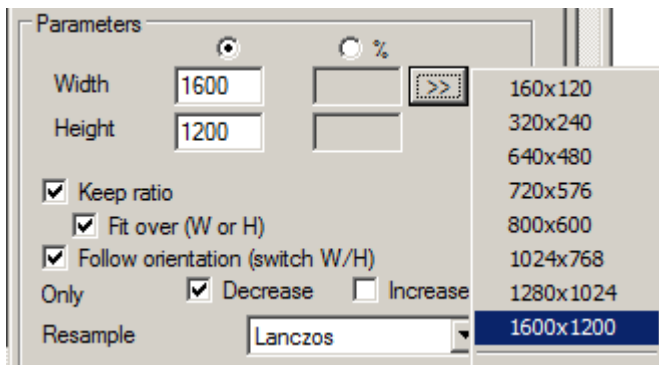 Parameters
%
Width 1600 >>
Height 1200
Keep ratio
Fit over (W or H)
Follow orientation (switch W/H)
Only Decrease Increase
Resample Lanczos
160x120
320x240
640x480
720x576
800x600
1024x768
1280x1024
1600x1200